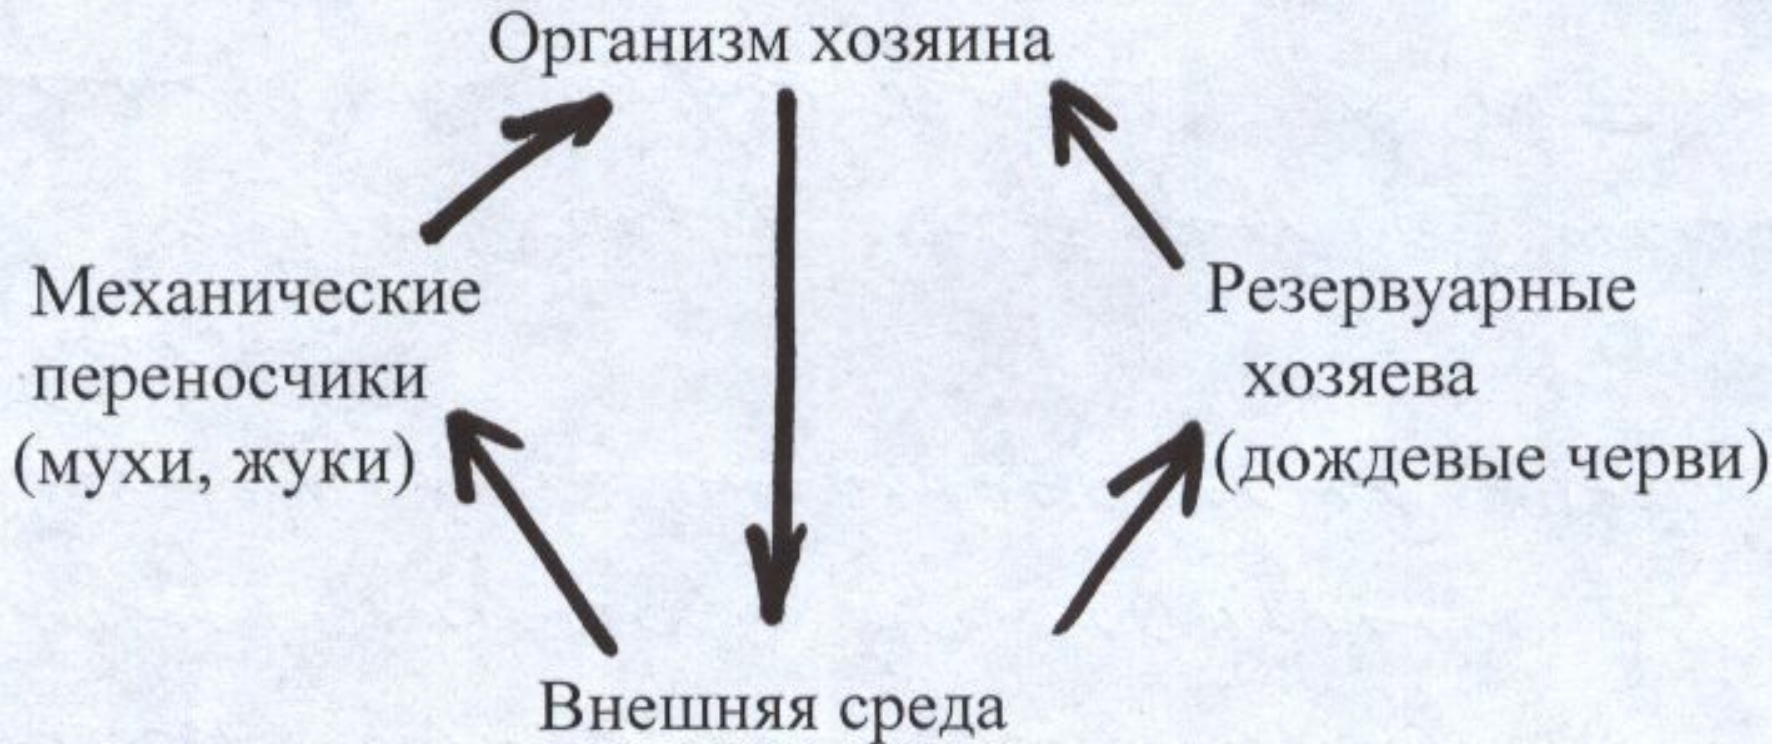 Организм хозяина
Механические
переносчики
(мухи, жуки)
Резервуарные
хозяева
(дождевые черви)
Внешняя среда